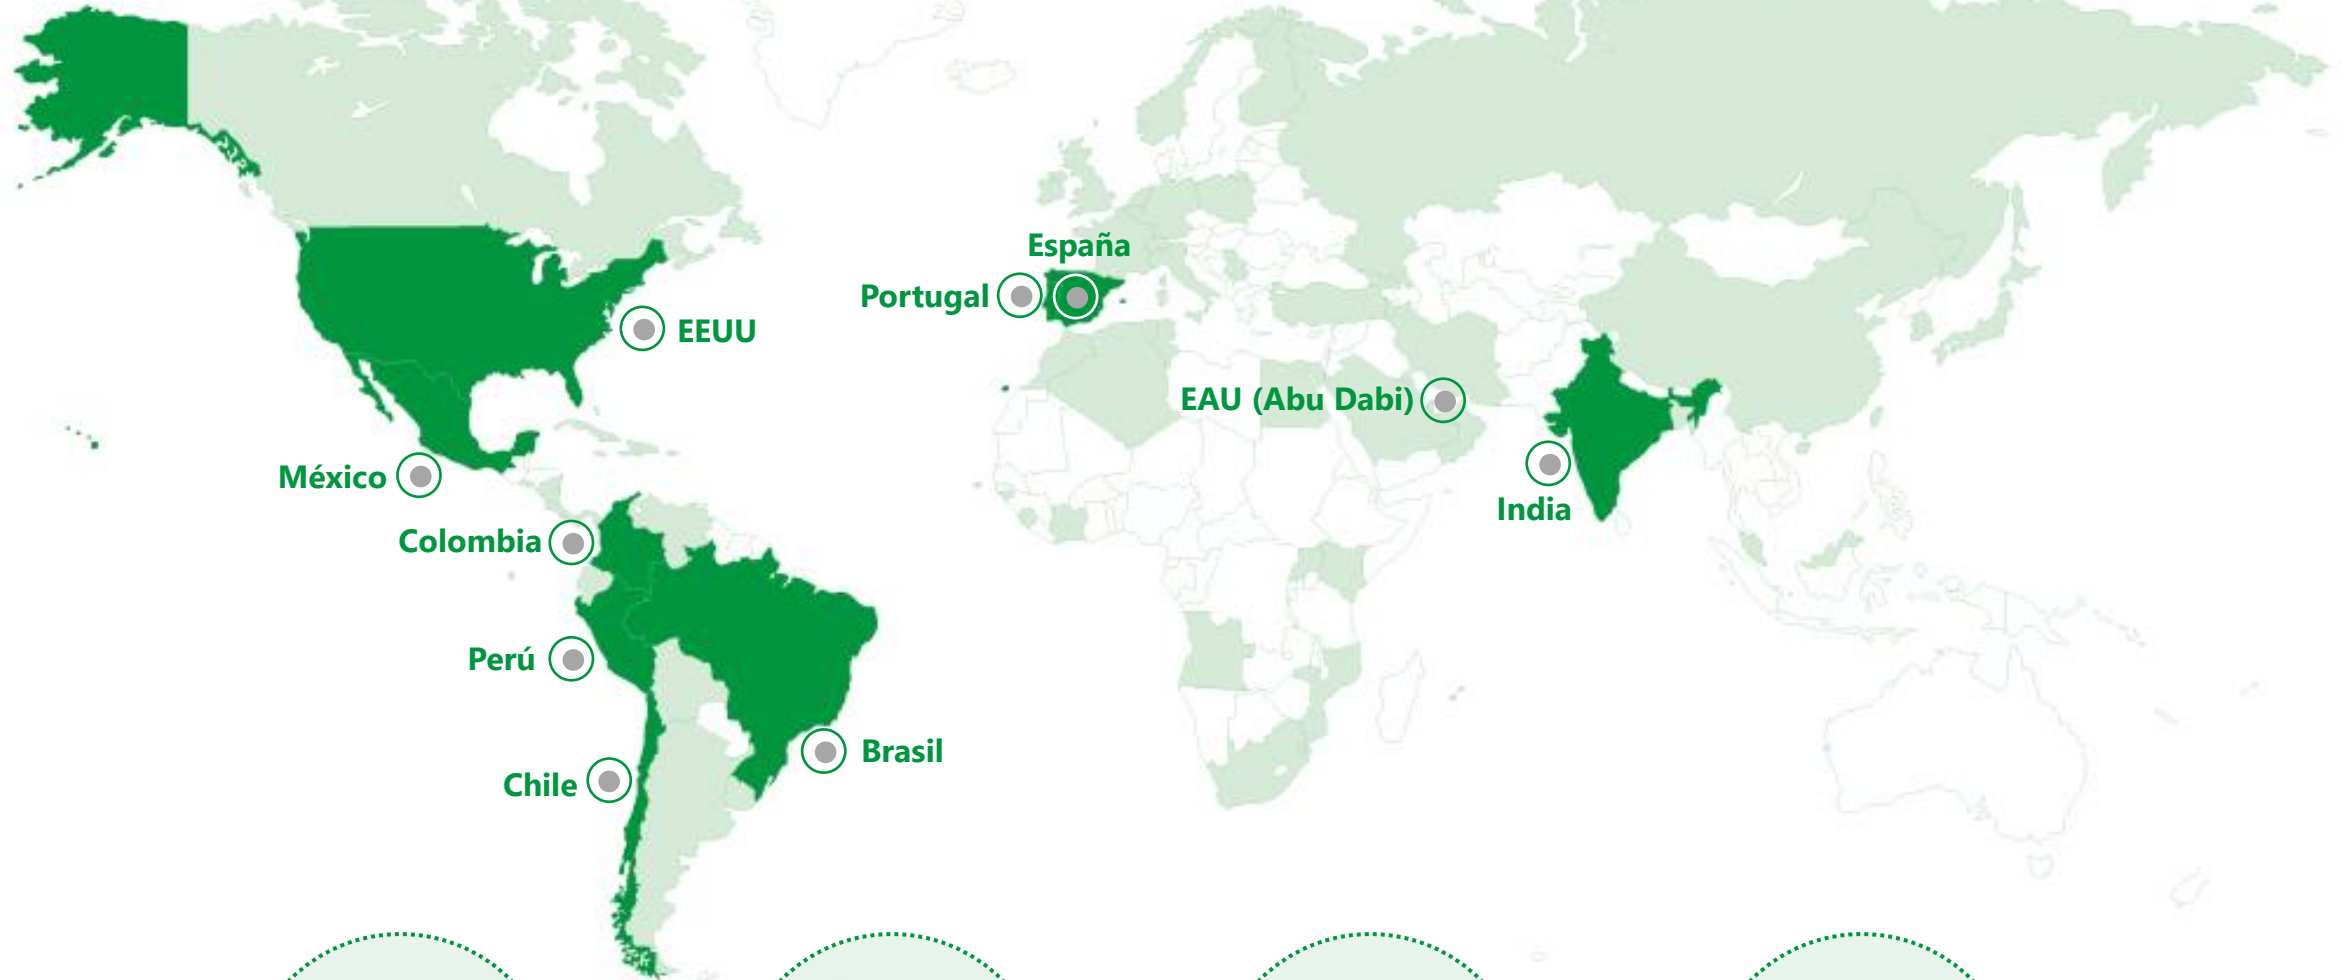 España
Portugal
EEUU
EAU (Abu Dabi)
México
India
Colombia
Perú
Brasil
Chile